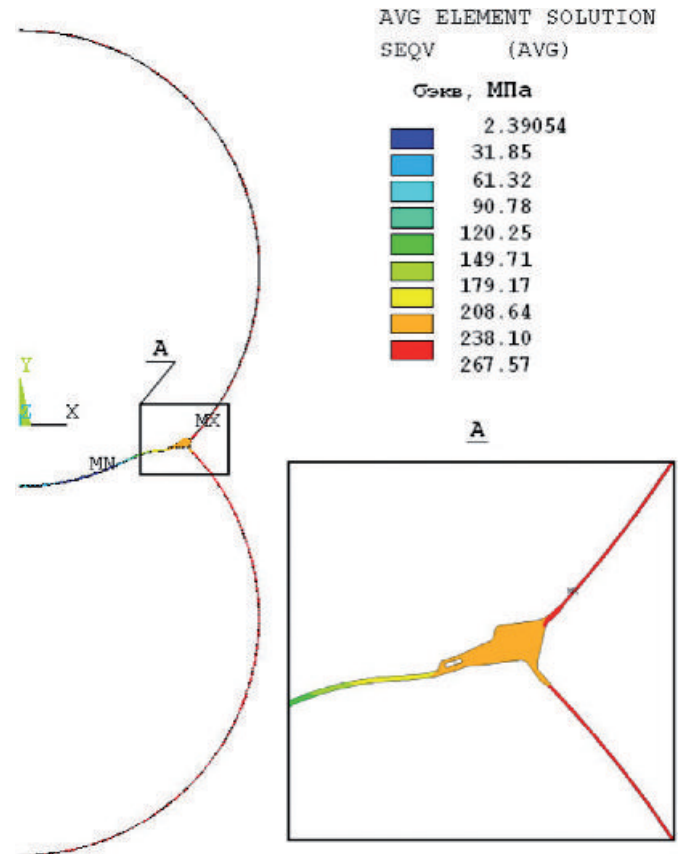 AVG ELEMENT SOLUTION
SEQV (AVG)
σэкв, МПа
2.39054
31.85
61.32
90.78
120.25
149.71
179.17
208.64
238.10
267.57
A
Y
Z X
MX
MN
A